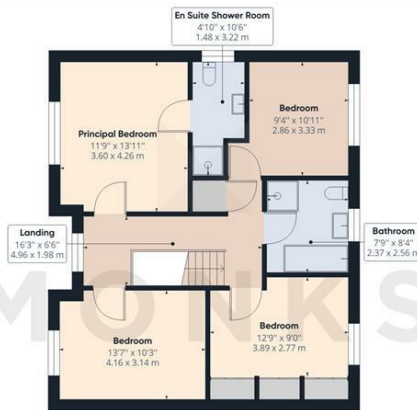 En Suite Shower Room
4'10" x 10'6"
1.48 x 3.22 m
Principal Bedroom
11'9" x 13'11"
3.60 x 4.26 m
Bedroom
9'4" x 10'11"
2.86 x 3.33 m
Landing
16'3" x 6'6"
4.96 x 1.98 m
Bathroom
7'9" x 8'4"
2.37 x 2.56 m
MONKS
Bedroom
13'7" x 10'3"
4.16 x 3.14 m
Bedroom
12'9" x 9'0"
3.89 x 2.77 m